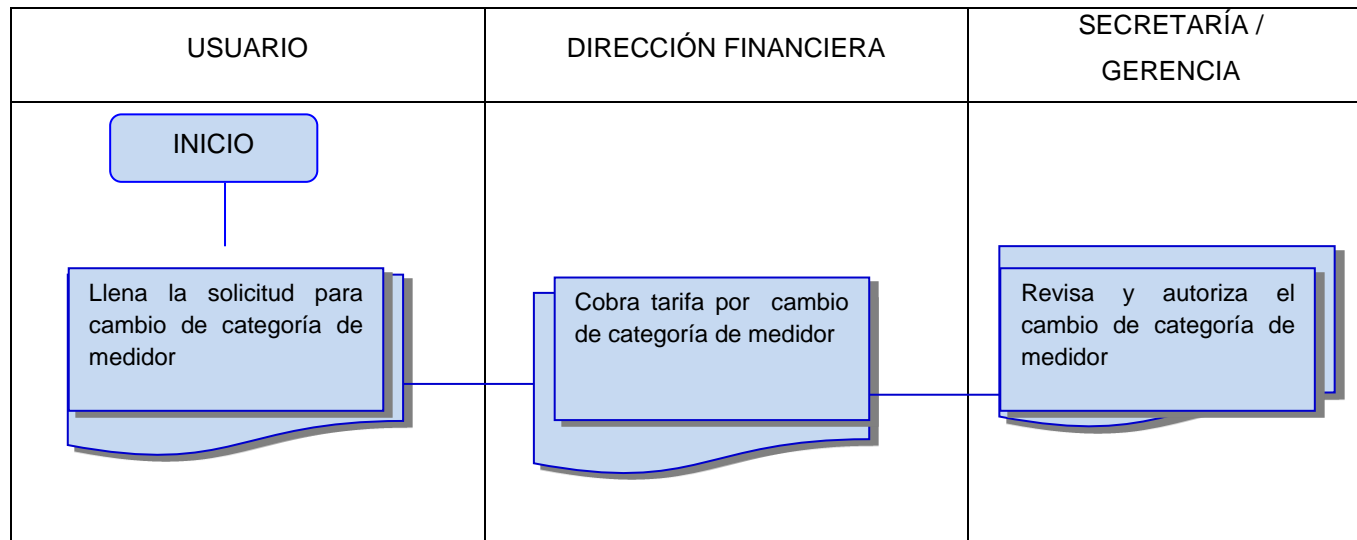 USUARIO
DIRECCIÓN FINANCIERA
SECRETARÍA /
GERENCIA
INICIO
Llena la solicitud para
cambio de categoría de
medidor
Cobra tarifa por cambio
de categoría de medidor
Revisa y autoriza el
cambio de categoría de
medidor